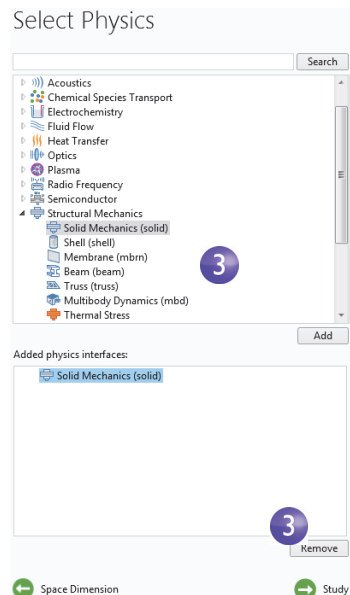 Select Physics
Search
Acoustics
Chemical Species Transport
Electrochemistry
Fluid Flow
Heat Transfer
Optics
Plasma
Radio Frequency
Semiconductor
Structural Mechanics
Solid Mechanics (solid)
Shell (shell)
Membrane (mbrn)
Beam (beam)
Truss (truss)
Multibody Dynamics (mbd)
Thermal Stress
3
Add
Added physics interfaces:
Solid Mechanics (solid)
3
Remove
Space Dimension
Study